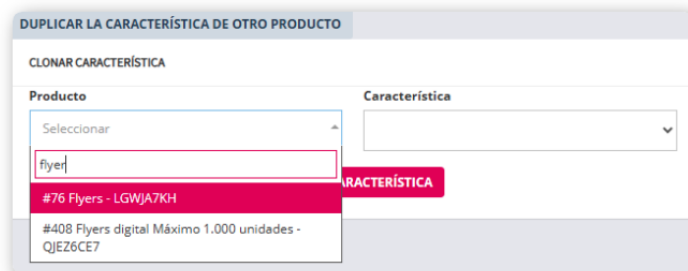 DUPLICAR LA CARACTERÍSTICA DE OTRO PRODUCTO
CLONAR CARACTERÍSTICA
Producto
Característica
Seleccionar
flyer
#76 Flyers - LGWJA7KH
#408 Flyers digital Máximo 1.000 unidades -
QJEZ6CE7